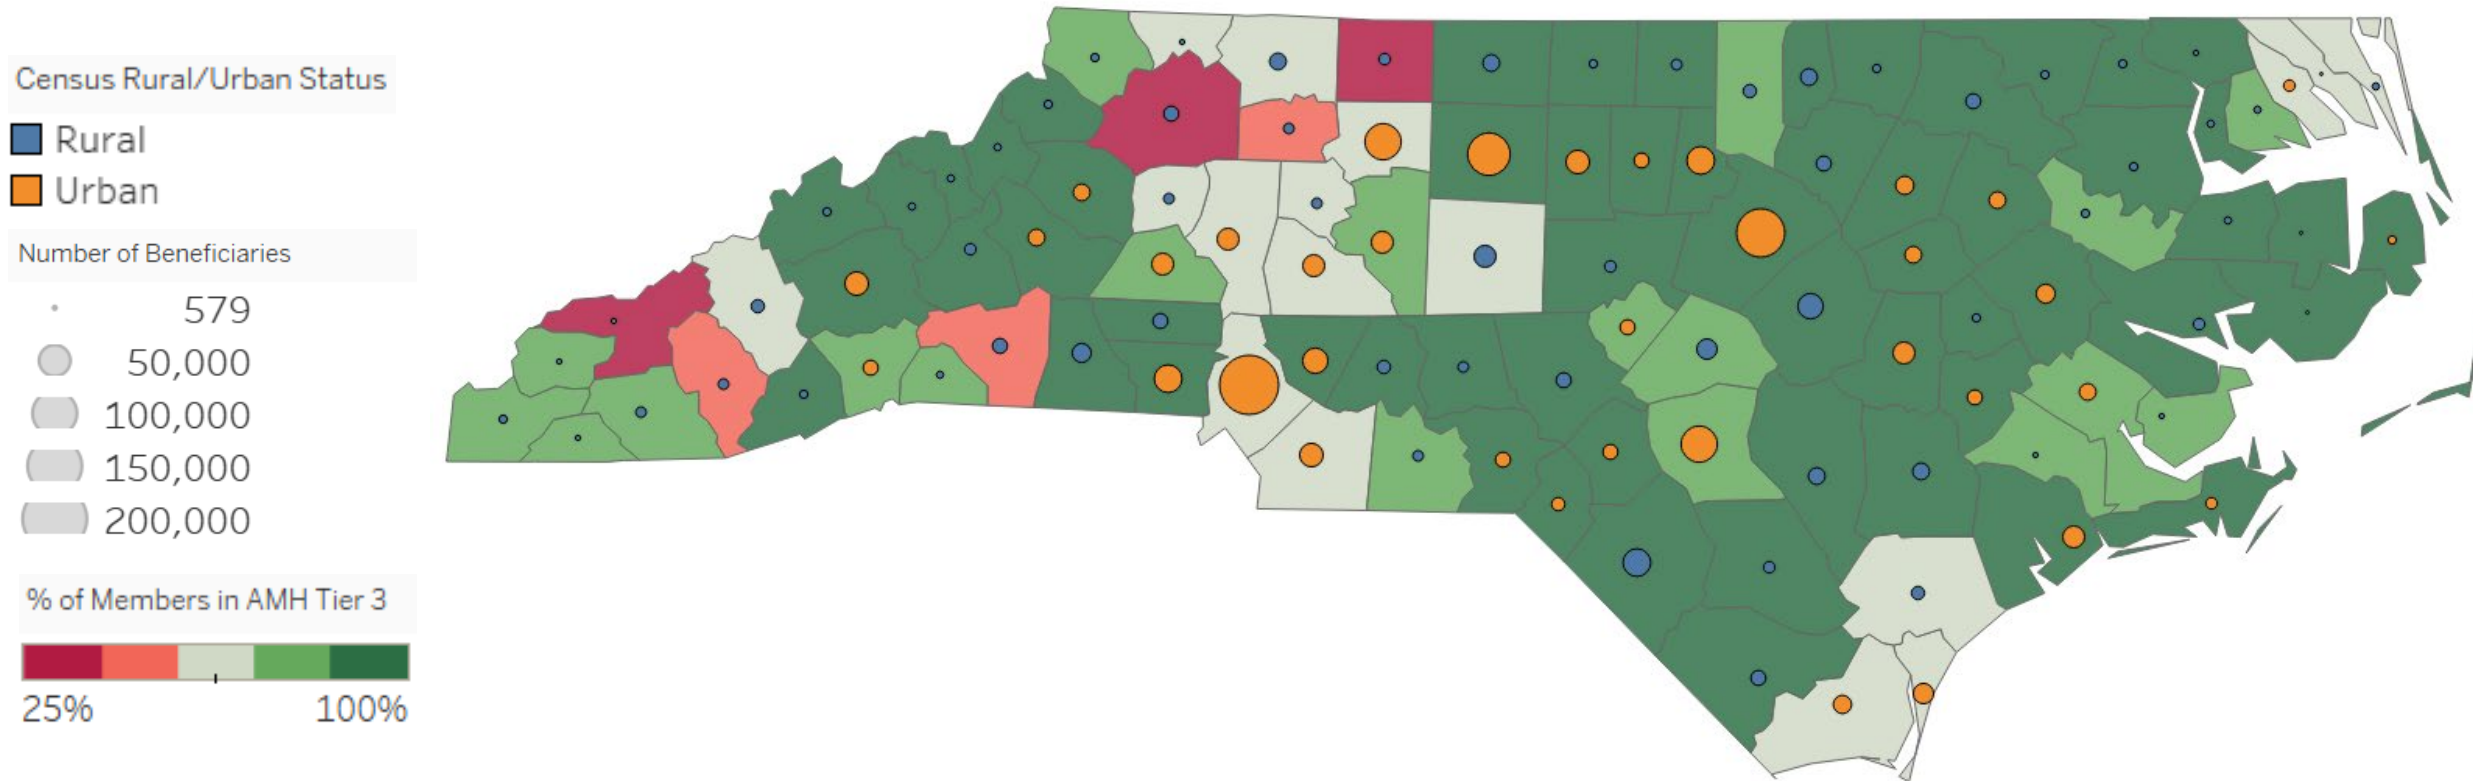 Census Rural/Urban Status
Rural
Urban
Number of Beneficiaries
579
50,000
100,000
150,000
200,000
% of Members in AMH Tier 3
25% 100%